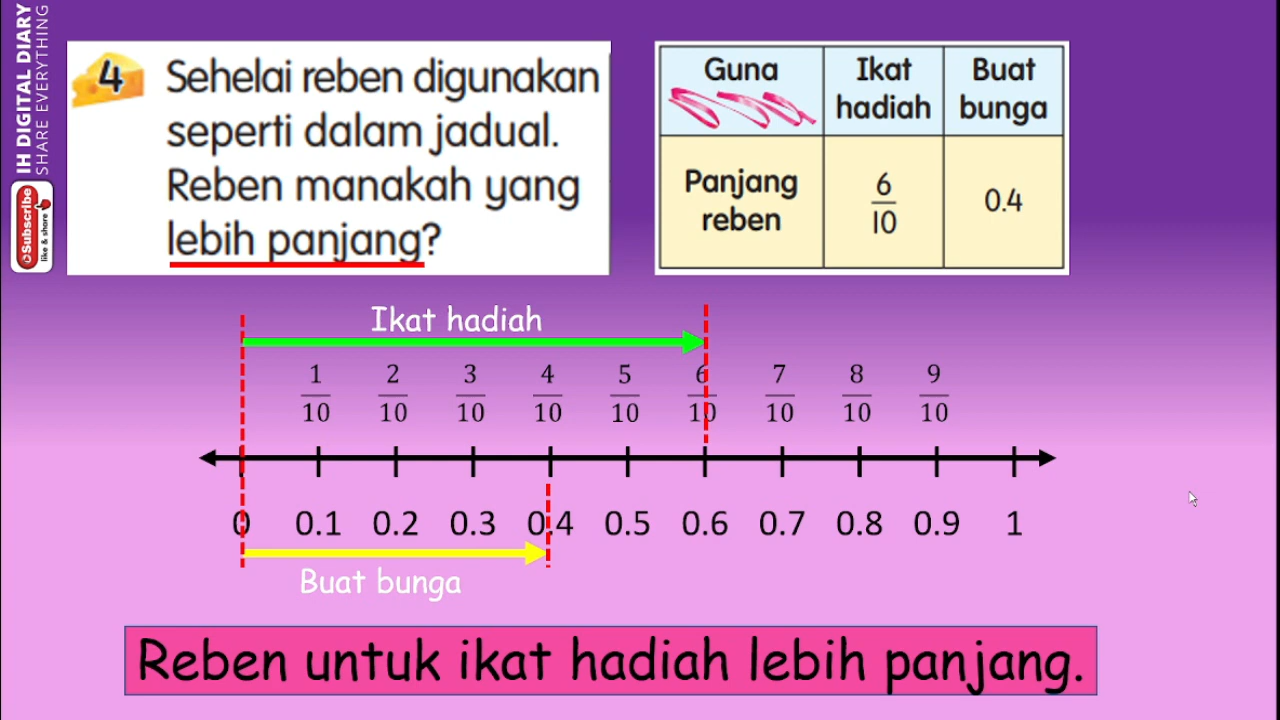 IH DIGITAL DIARY
SHARE EVERYTHING
Subscribe
like & share
4
Sehelai reben digunakan
seperti dalam jadual.
Reben manakah yang
lebih panjang?
Guna
Ikat hadiah
Buat bunga
Panjang reben
6/10
0.4
Ikat hadiah
1/10 2/10 3/10 4/10 5/10 6/10 7/10 8/10 9/10
0 0.1 0.2 0.3 0.4 0.5 0.6 0.7 0.8 0.9 1
Buat bunga
Reben untuk ikat hadiah lebih panjang.